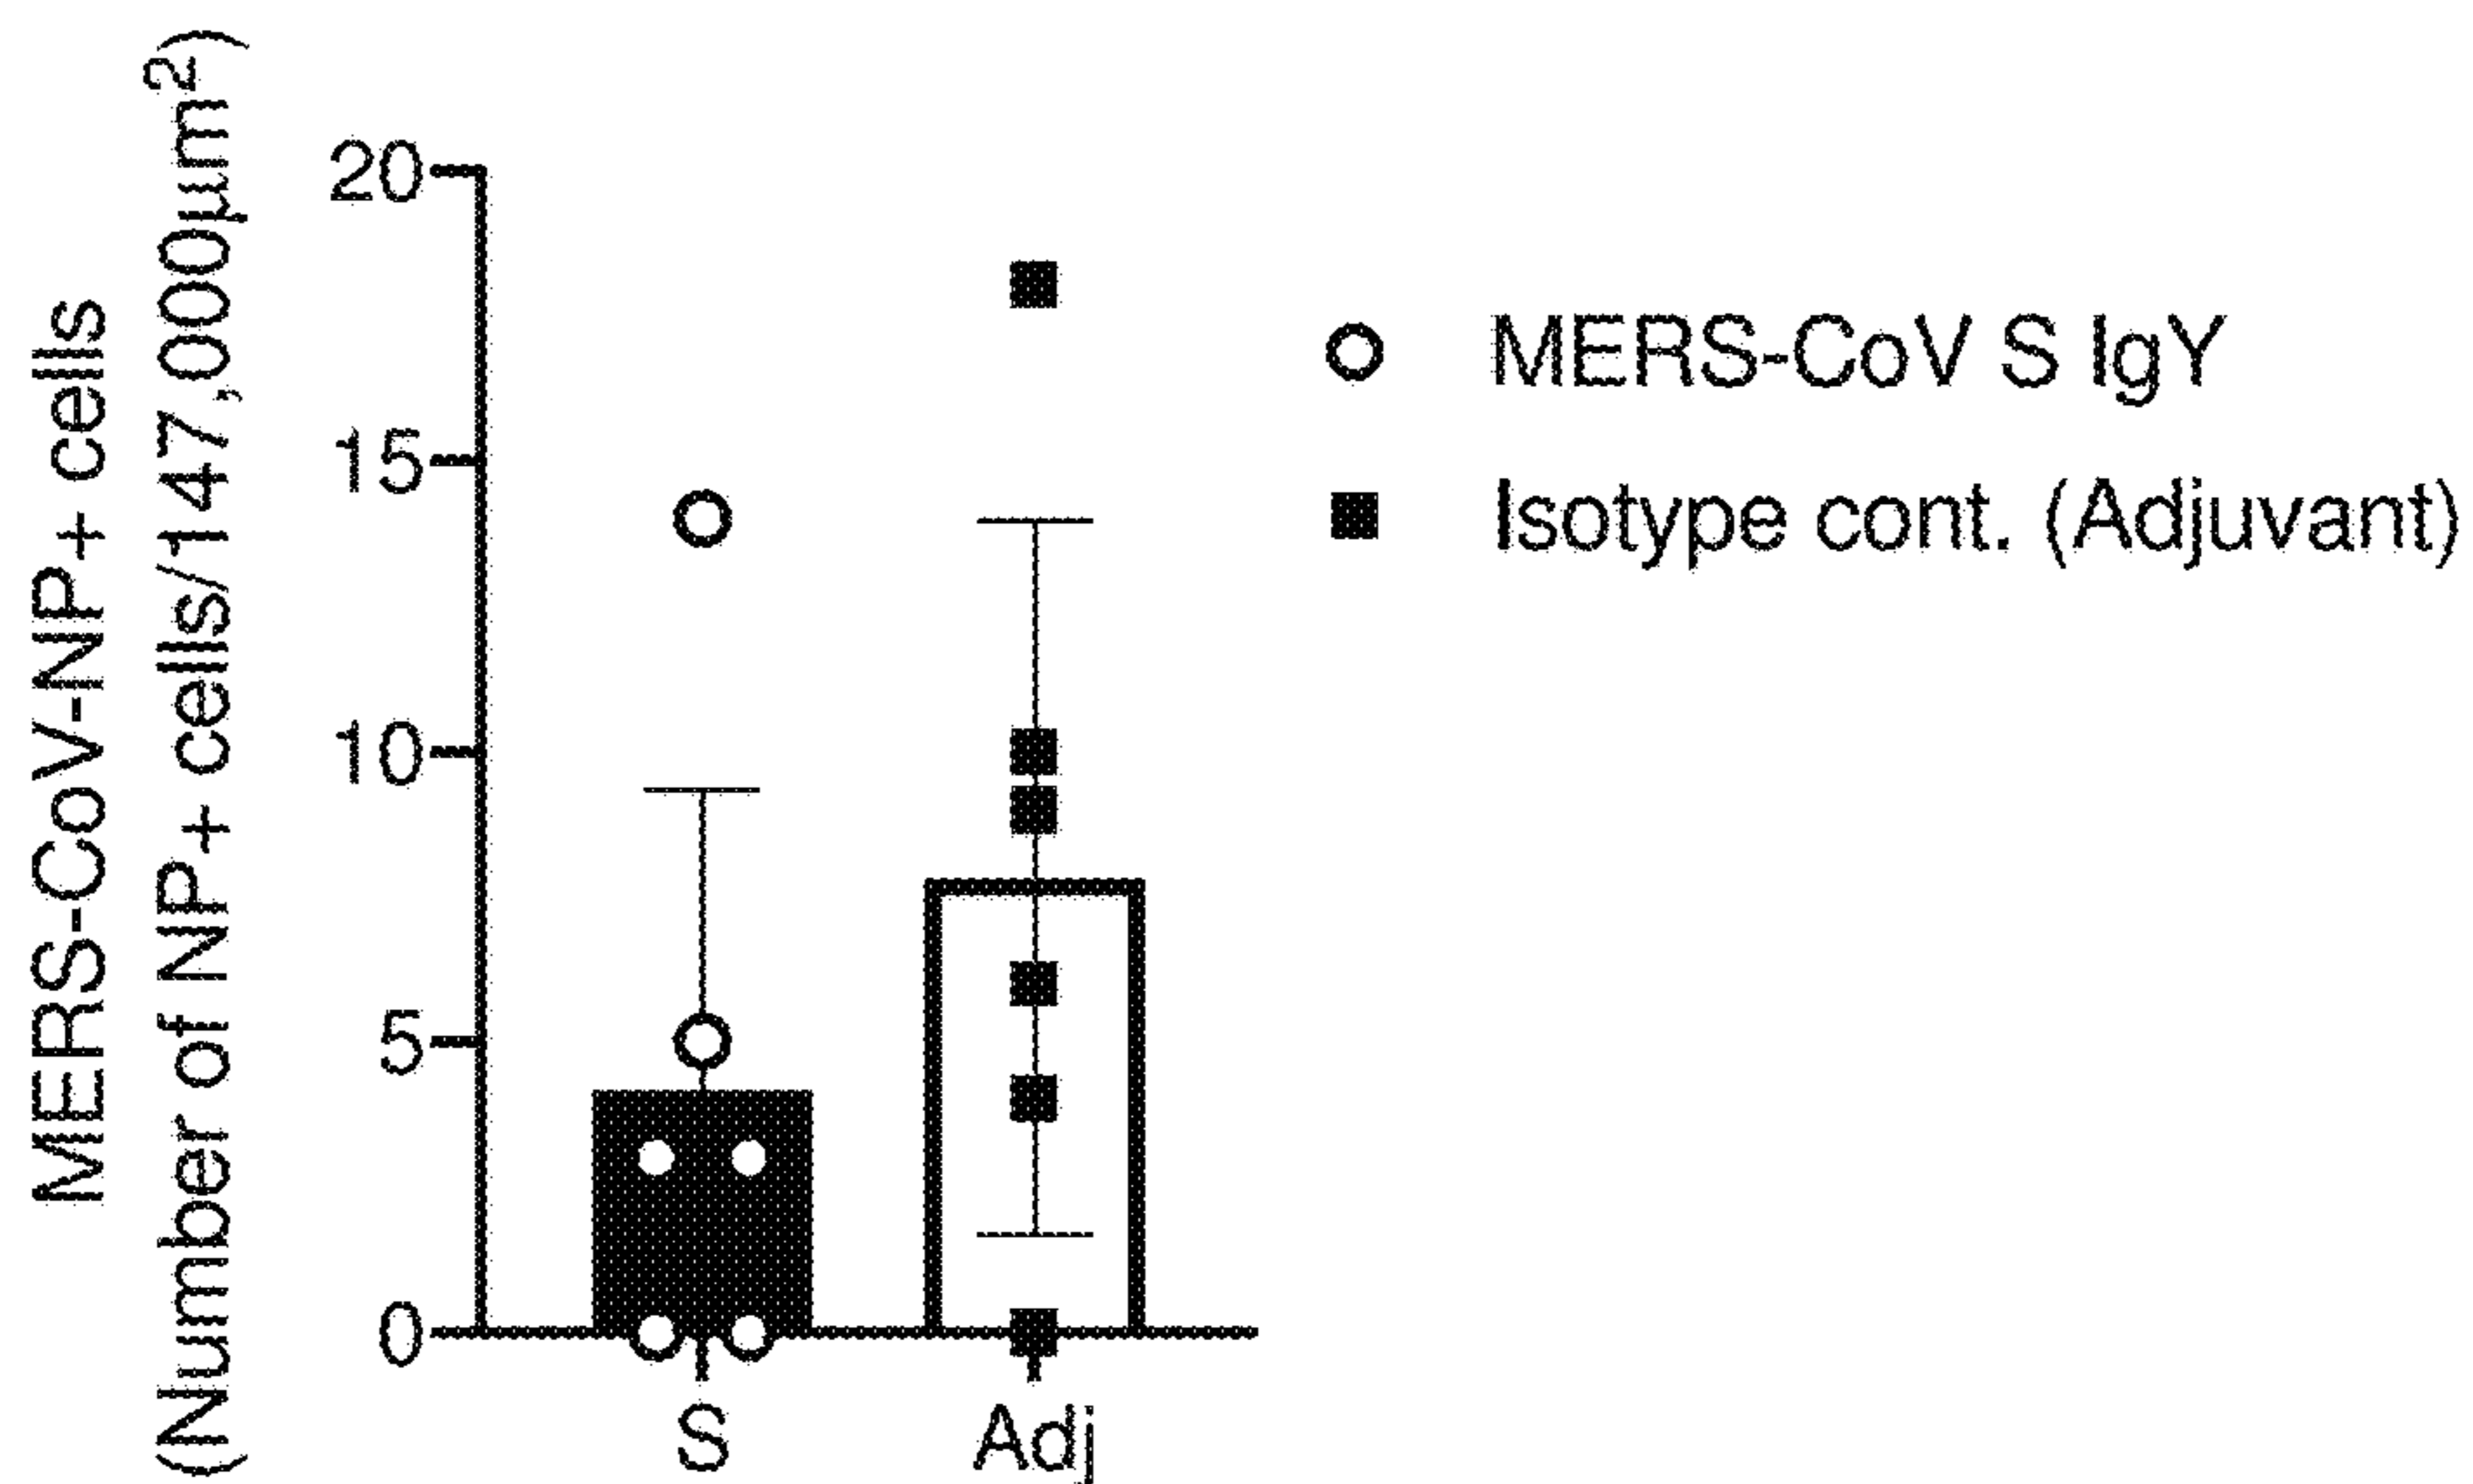 MERS-CoV-NP+ cells
(Number of NP+ cells/147,000µm²)
20
15
10
5
0
S
Adj
MERS-CoV S IgY
Isotype cont. (Adjuvant)